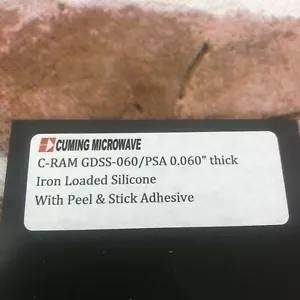 CUMING MICROWAVE
C-RAM GDSS-060/PSA 0.060" thick
Iron Loaded Silicone
With Peel & Stick Adhesive